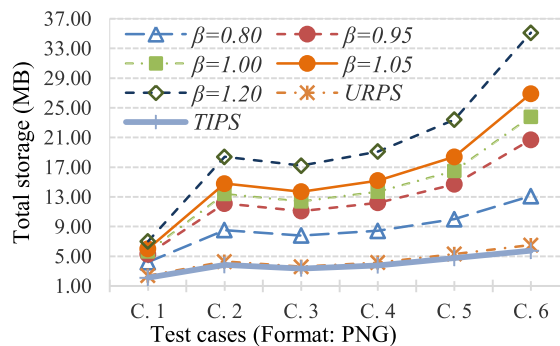 Total storage (MB)
37.00
33.00
29.00
25.00
21.00
17.00
13.00
9.00
5.00
1.00
β=0.80
β=0.95
β=1.00
β=1.05
β=1.20
URPS
TIPS
C. 1 C. 2 C. 3 C. 4 C. 5 C. 6
Test cases (Format: PNG)